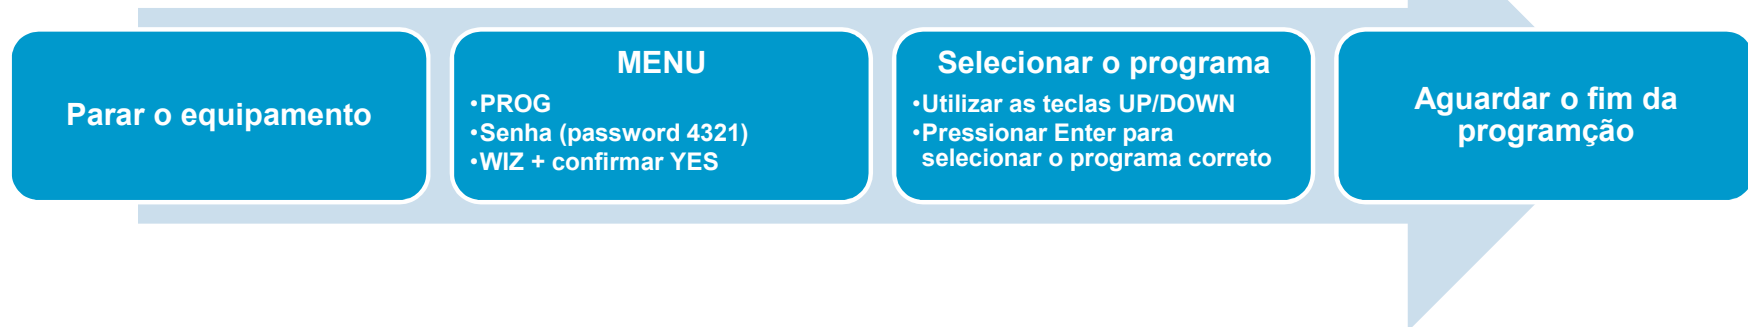 Parar o equipamento
MENU
•PROG
•Senha (password 4321)
•WIZ + confirmar YES
Selecionar o programa
•Utilizar as teclas UP/DOWN
•Pressionar Enter para
selecionar o programa correto
Aguardar o fim da
programção